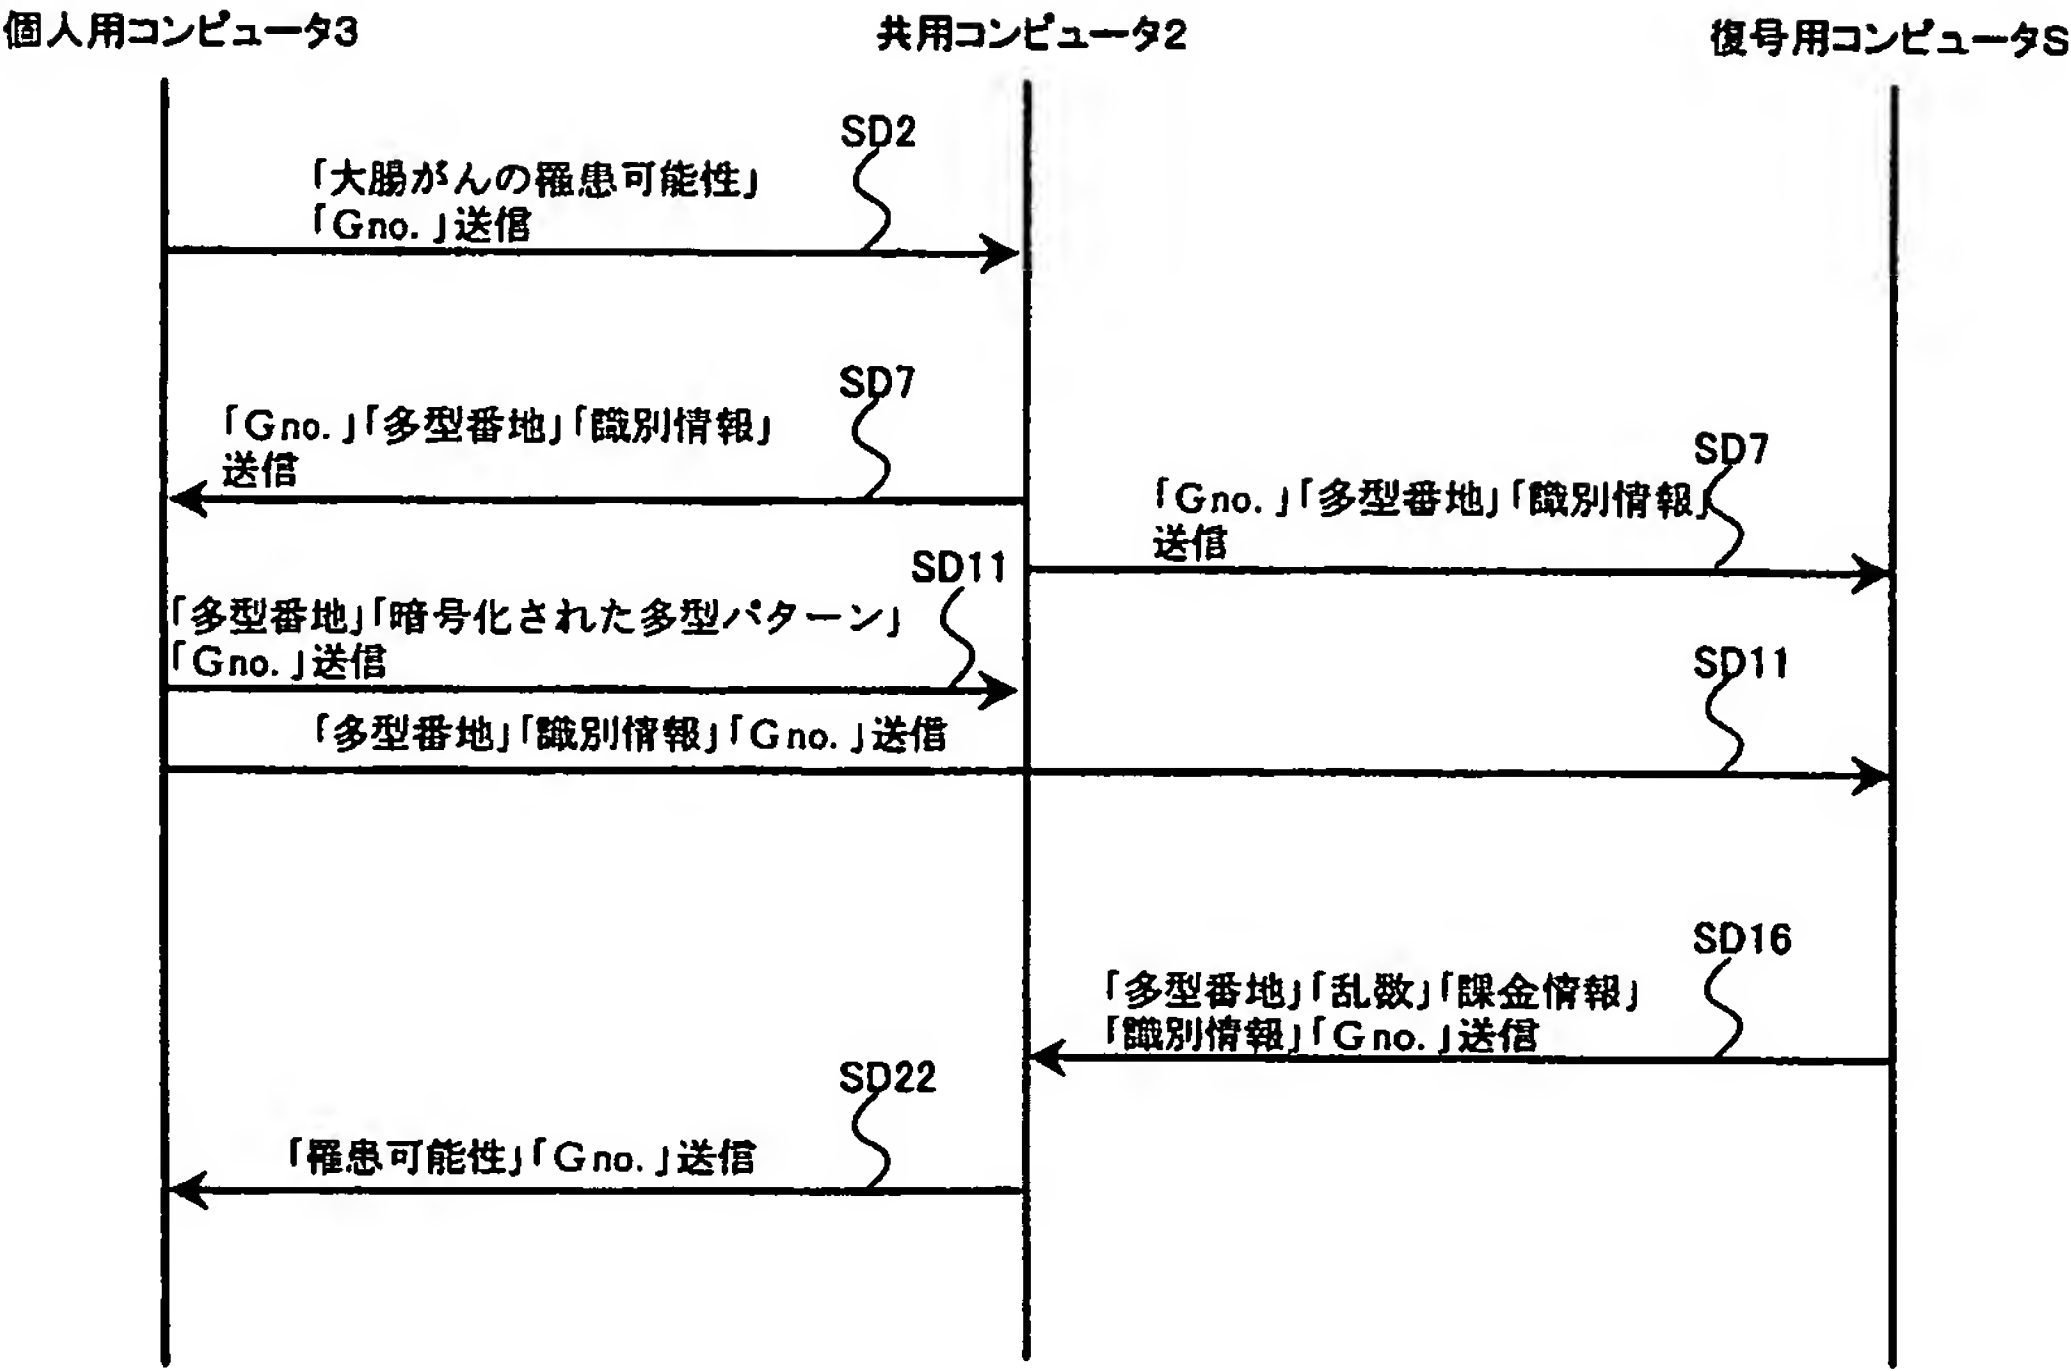 個人用コンピュータ3
共用コンピュータ2
復号用コンピュータS
SD2
「大腸がんの罹患可能性」
「Gno.」送信
SD7
「Gno.」「多型番地」「識別情報」
送信
SD7
「Gno.」「多型番地」「識別情報」
送信
SD11
「多型番地」「暗号化された多型パターン」
「Gno.」送信
SD11
「多型番地」「識別情報」「Gno.」送信
SD16
「多型番地」「乱数」「課金情報」
「識別情報」「Gno.」送信
SD22
「罹患可能性」「Gno.」送信